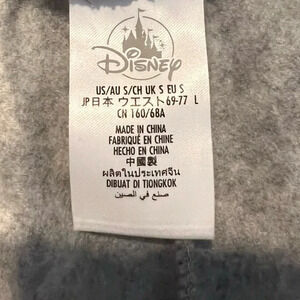 Disney
US/AU S/CH UK S EU S
JP日本 ウエスト69-77 L
CN 160/68A
MADE IN CHINA
FABRIQUÉ EN CHINE
HECHO EN CHINA
中國製
ผลิตในประเทศจีน
DIBUAT DI TIONGKOK
صنع في الصين